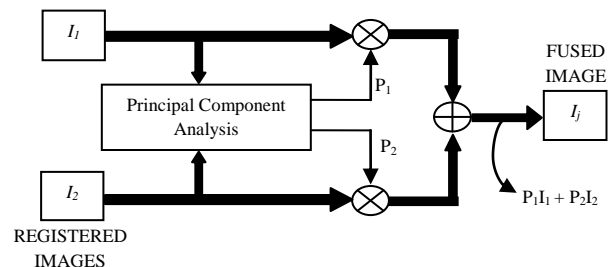 I₁
FUSED
IMAGE
P₁
Principal Component
Analysis
Iⱼ
P₂
I₂
P₁I₁ + P₂I₂
REGISTERED
IMAGES